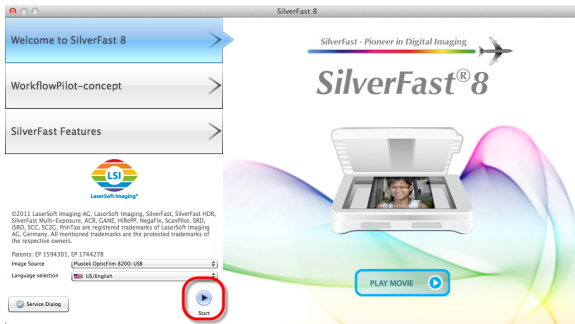 SilverFast 8
Welcome to SilverFast 8
WorkflowPilot-concept
SilverFast Features
LSI
LaserSoft Imaging®
©2011 LaserSoft Imaging AG, LaserSoft Imaging, SilverFast, SilverFast HDR,
SilverFast Multi-Exposure, ACR, GANE, HiRePP, NegaFix, ScanPilot, SRD,
iSRD, SCC, SC2G, PrinTao are registered trademarks of LaserSoft Imaging
AG, Germany. All mentioned trademarks are the protected trademarks of
the respective owners.
Patents: EP 1594301, EP 1744278
Image Source Plustek OpticFilm 8200i USB
Language selection US/English
Service Dialog
Start
SilverFast - Pioneer in Digital Imaging
SilverFast®8
PLAY MOVIE